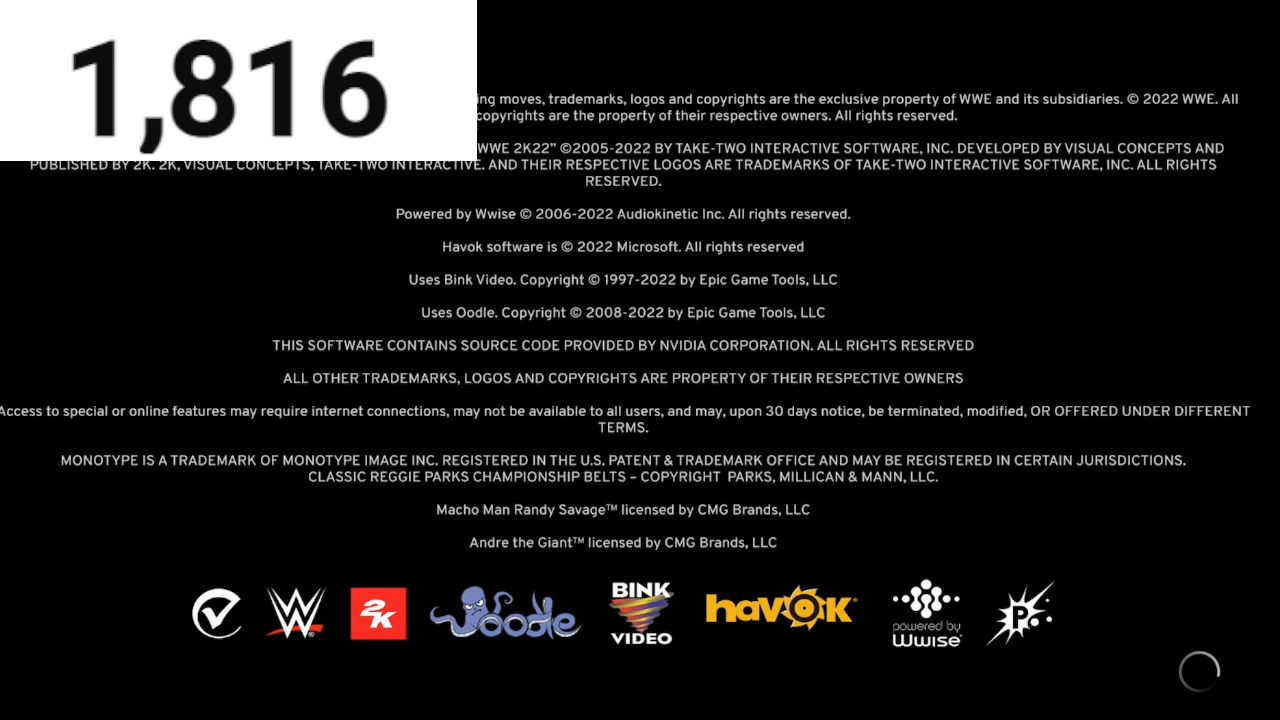 1,816
ing moves, trademarks, logos and copyrights are the exclusive property of WWE and its subsidiaries. © 2022 WWE. All
copyrights are the property of their respective owners. All rights reserved.
WWE 2K22” ©2005-2022 BY TAKE-TWO INTERACTIVE SOFTWARE, INC. DEVELOPED BY VISUAL CONCEPTS AND
PUBLISHED BY 2K. 2K, VISUAL CONCEPTS, TAKE-TWO INTERACTIVE. AND THEIR RESPECTIVE LOGOS ARE TRADEMARKS OF TAKE-TWO INTERACTIVE SOFTWARE, INC. ALL RIGHTS
RESERVED.
Powered by Wwise © 2006-2022 Audiokinetic Inc. All rights reserved.
Havok software is © 2022 Microsoft. All rights reserved
Uses Bink Video. Copyright © 1997-2022 by Epic Game Tools, LLC
Uses Oodle. Copyright © 2008-2022 by Epic Game Tools, LLC
THIS SOFTWARE CONTAINS SOURCE CODE PROVIDED BY NVIDIA CORPORATION. ALL RIGHTS RESERVED
ALL OTHER TRADEMARKS, LOGOS AND COPYRIGHTS ARE PROPERTY OF THEIR RESPECTIVE OWNERS
Access to special or online features may require internet connections, may not be available to all users, and may, upon 30 days notice, be terminated, modified, OR OFFERED UNDER DIFFERENT
TERMS.
MONOTYPE IS A TRADEMARK OF MONOTYPE IMAGE INC. REGISTERED IN THE U.S. PATENT & TRADEMARK OFFICE AND MAY BE REGISTERED IN CERTAIN JURISDICTIONS.
CLASSIC REGGIE PARKS CHAMPIONSHIP BELTS – COPYRIGHT PARKS, MILLICAN & MANN, LLC.
Macho Man Randy Savage™ licensed by CMG Brands, LLC
Andre the Giant™ licensed by CMG Brands, LLC
W 2K oodle BINK VIDEO havok powered by Wwise P